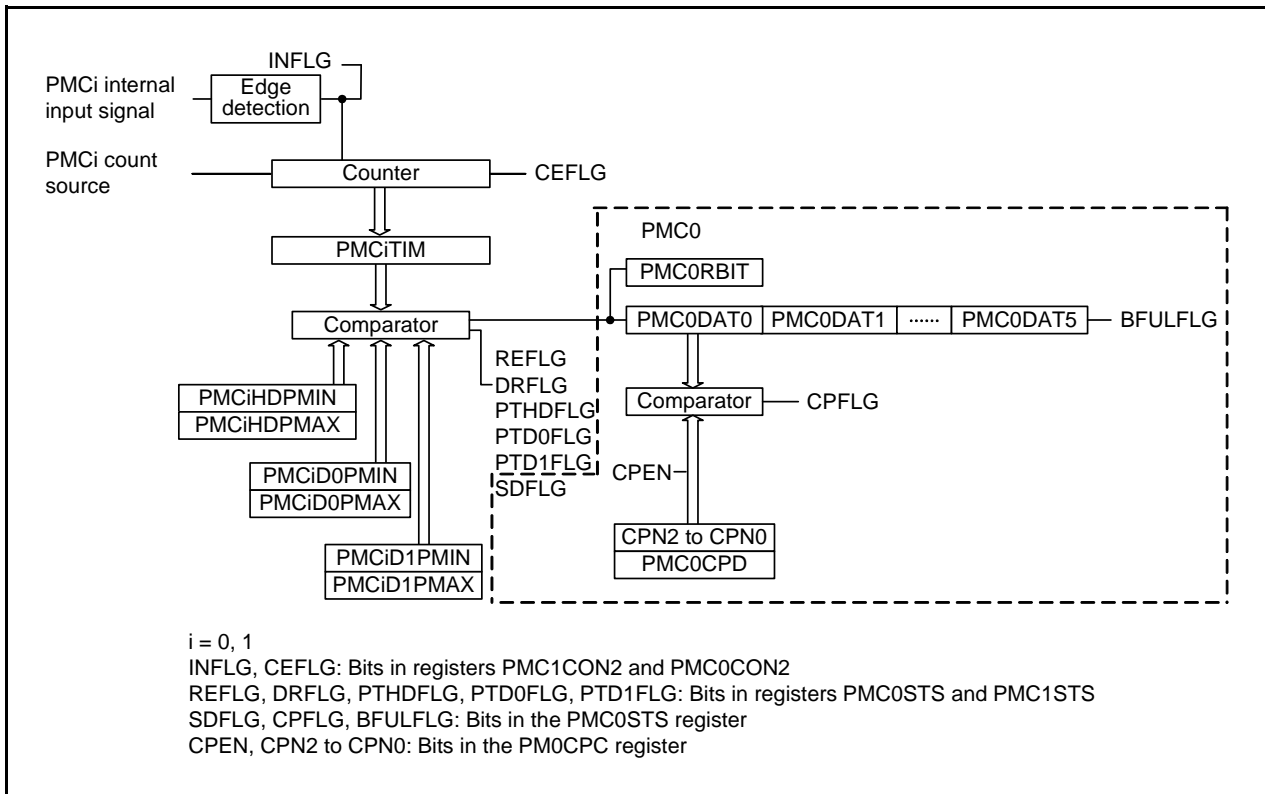 INFLG
PMCi internal
input signal
Edge
detection
PMCi count
source
Counter
CEFLG
PMCiTIM
PMC0
PMC0RBIT
Comparator
PMC0DAT0 PMC0DAT1 ...... PMC0DAT5
BFULFLG
REFLG
DRFLG
PTHDFLG
PTD0FLG
PTD1FLG
SDFLG
PMCiHDPMIN
PMCiHDPMAX
Comparator
CPFLG
PMCiD0PMIN
PMCiD0PMAX
CPEN
PMCiD1PMIN
PMCiD1PMAX
CPN2 to CPN0
PMC0CPD
i = 0, 1
INFLG, CEFLG: Bits in registers PMC1CON2 and PMC0CON2
REFLG, DRFLG, PTHDFLG, PTD0FLG, PTD1FLG: Bits in registers PMC0STS and PMC1STS
SDFLG, CPFLG, BFULFLG: Bits in the PMC0STS register
CPEN, CPN2 to CPN0: Bits in the PM0CPC register